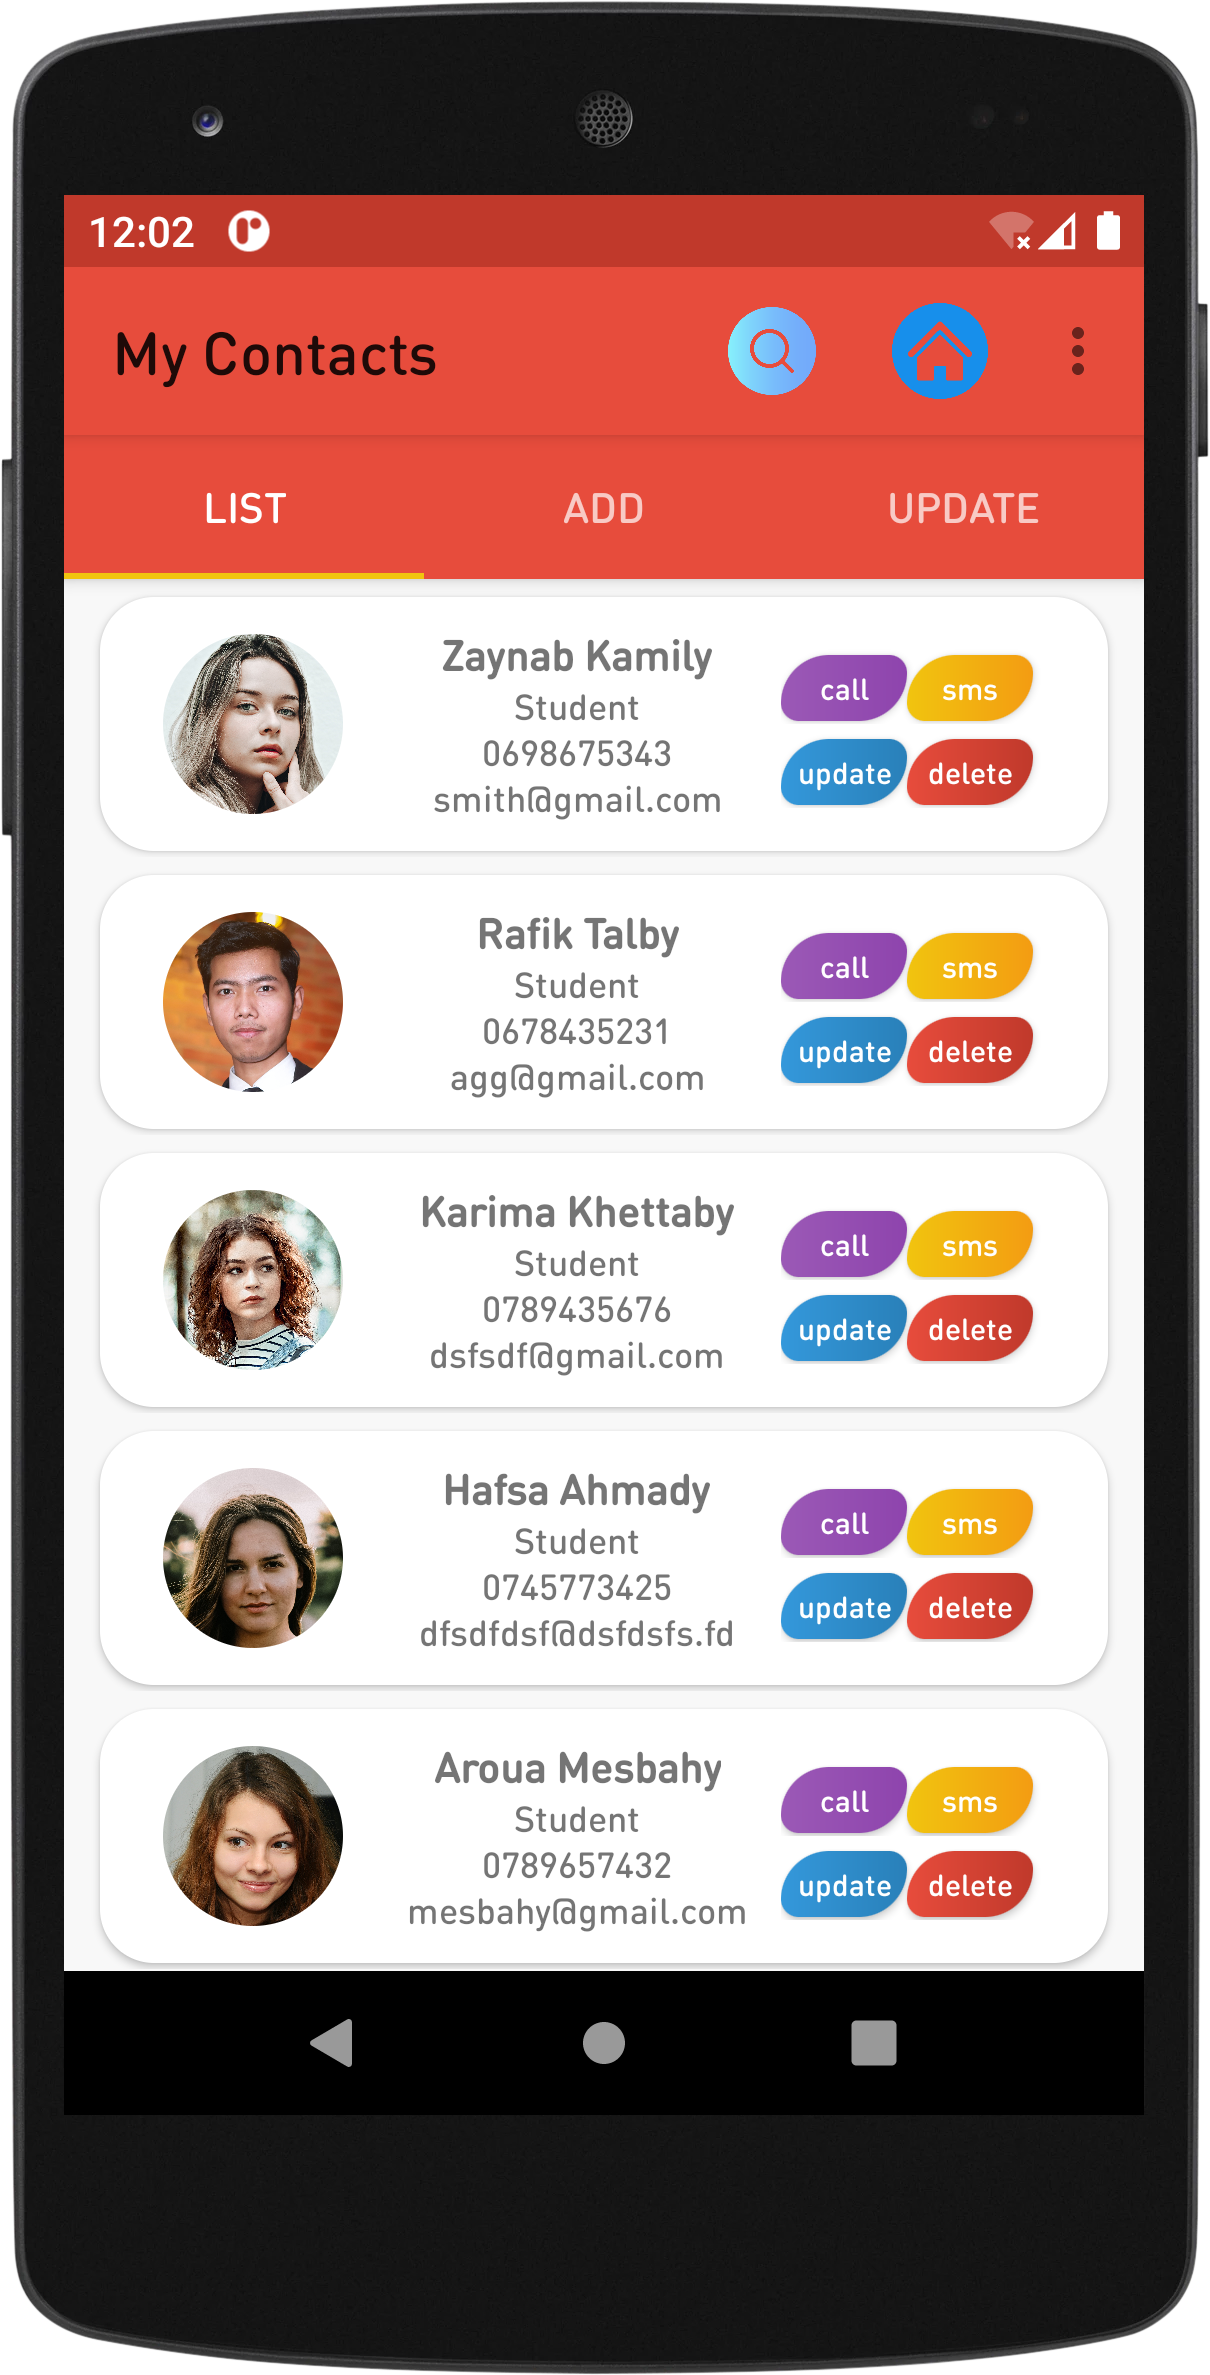 12:02
My Contacts
LIST ADD UPDATE
Zaynab Kamily
Student
0698675343
smith@gmail.com
call sms
update delete
Rafik Talby
Student
0678435231
agg@gmail.com
call sms
update delete
Karima Khettaby
Student
0789435676
dsfsdf@gmail.com
call sms
update delete
Hafsa Ahmady
Student
0745773425
dfsdfdsf@dsfdsfs.fd
call sms
update delete
Aroua Mesbahy
Student
0789657432
mesbahy@gmail.com
call sms
update delete